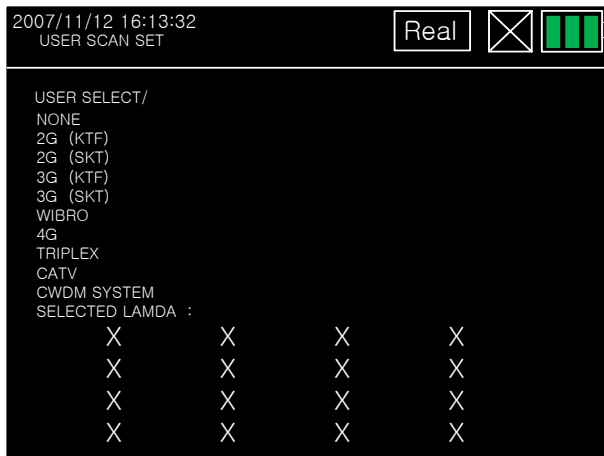 2007/11/12 16:13:32
Real
USER SCAN SET
USER SELECT/
NONE
2G (KTF)
2G (SKT)
3G (KTF)
3G (SKT)
WIBRO
4G
TRIPLEX
CATV
CWDM SYSTEM
SELECTED LAMDA :
X X X X
X X X X
X X X X
X X X X